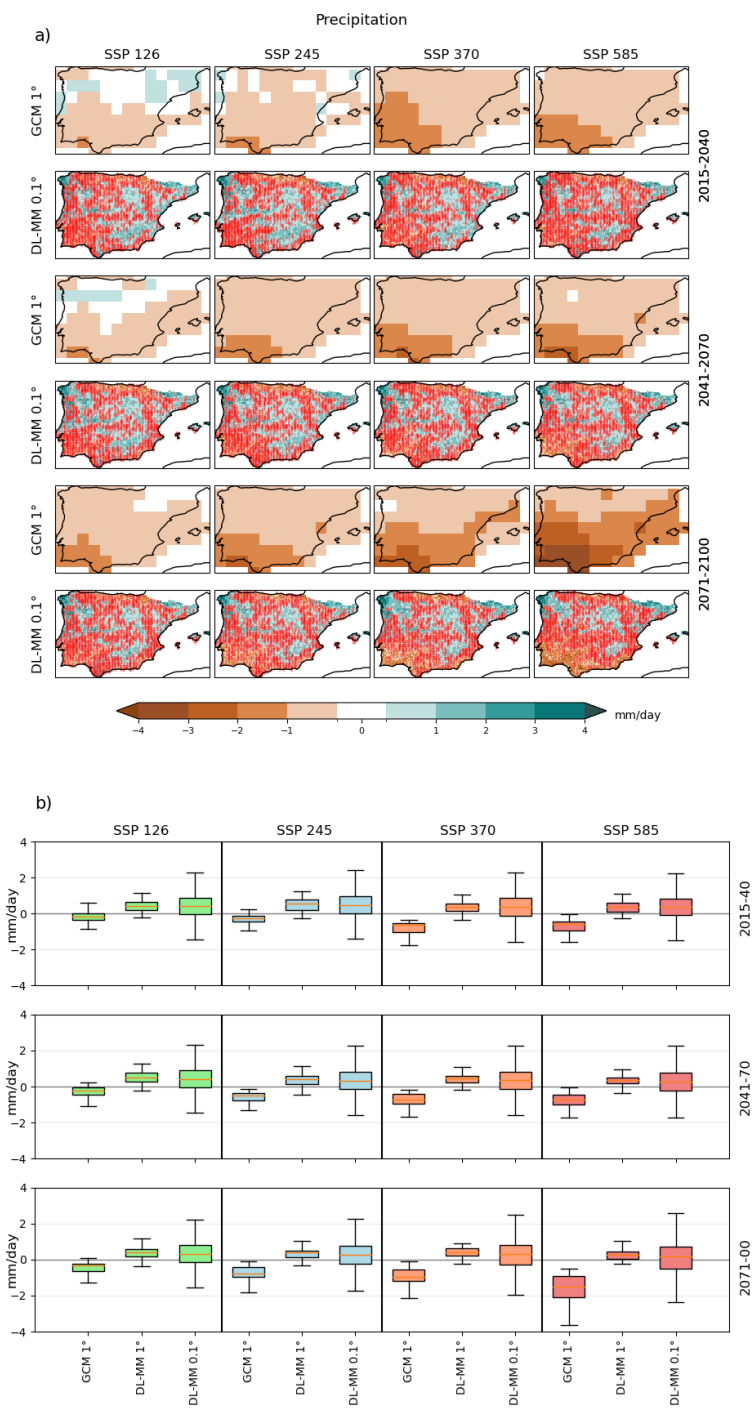 Precipitation
a)
SSP 126 SSP 245 SSP 370 SSP 585
GCM 1°
DL-MM 0.1°
2015-2040
GCM 1°
DL-MM 0.1°
2041-2070
GCM 1°
DL-MM 0.1°
2071-2100
−4 −3 −2 −1 0 1 2 3 4 mm/day
b)
SSP 126 SSP 245 SSP 370 SSP 585
4
2
0
−2
−4
mm/day
2015-40
4
2
0
−2
−4
mm/day
2041-70
4
2
0
−2
−4
mm/day
2071-00
GCM 1° DL-MM 1° DL-MM 0.1° GCM 1° DL-MM 1° DL-MM 0.1° GCM 1° DL-MM 1° DL-MM 0.1° GCM 1° DL-MM 1° DL-MM 0.1°